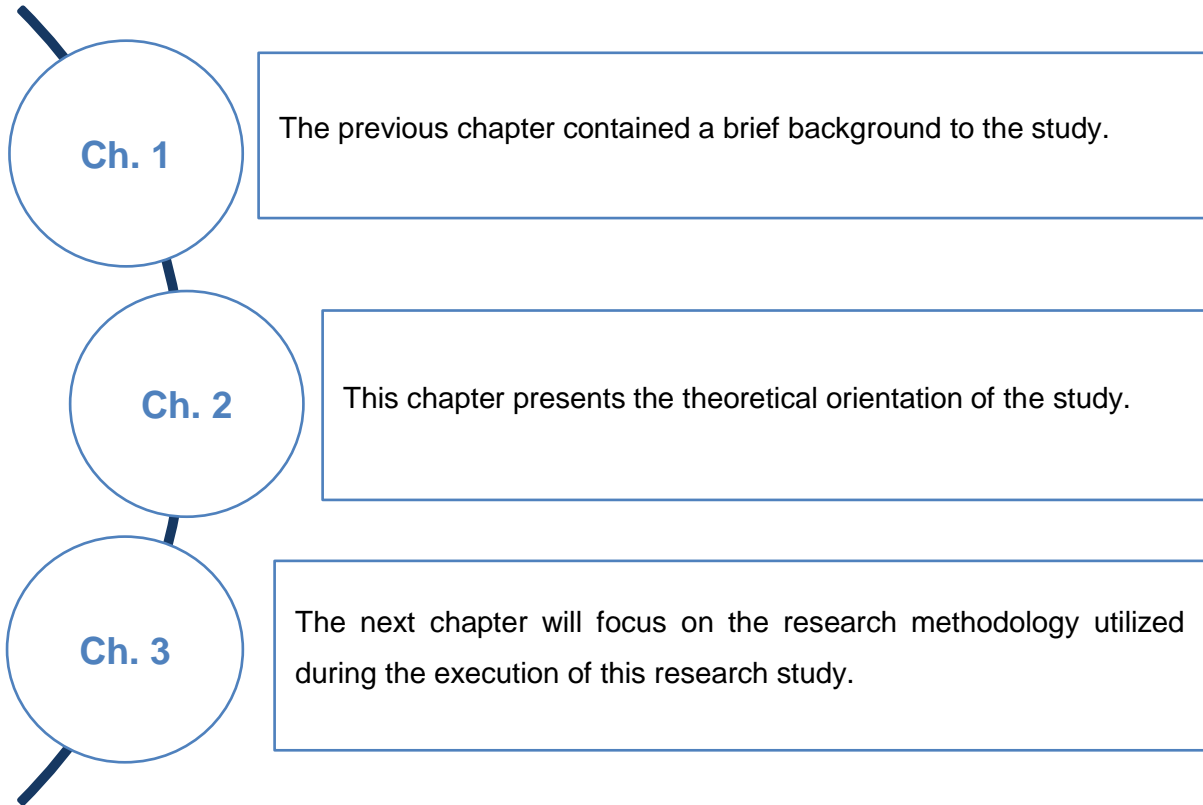 Ch. 1
The previous chapter contained a brief background to the study.
Ch. 2
This chapter presents the theoretical orientation of the study.
Ch. 3
The next chapter will focus on the research methodology utilized
during the execution of this research study.